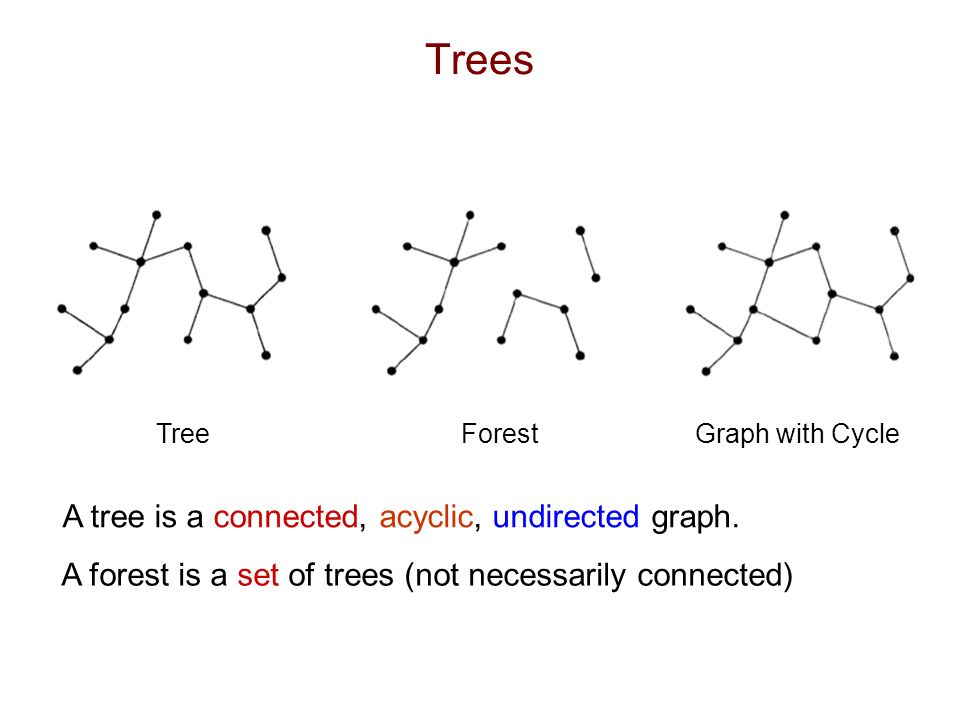 Trees
Tree Forest Graph with Cycle
A tree is a connected, acyclic, undirected graph.
A forest is a set of trees (not necessarily connected)